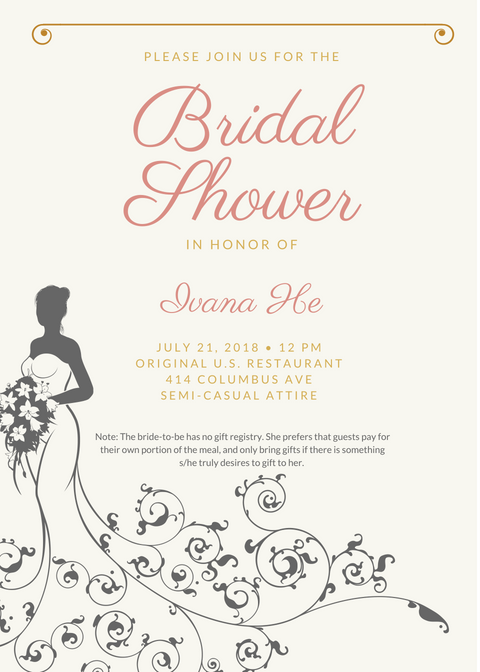 PLEASE JOIN US FOR THE
Bridal
Shower
IN HONOR OF
Ivana He
JULY 21, 2018 • 12 PM
ORIGINAL U.S. RESTAURANT
414 COLUMBUS AVE
SEMI-CASUAL ATTIRE
Note: The bride-to-be has no gift registry. She prefers that guests pay for
their own portion of the meal, and only bring gifts if there is something
s/he truly desires to gift to her.